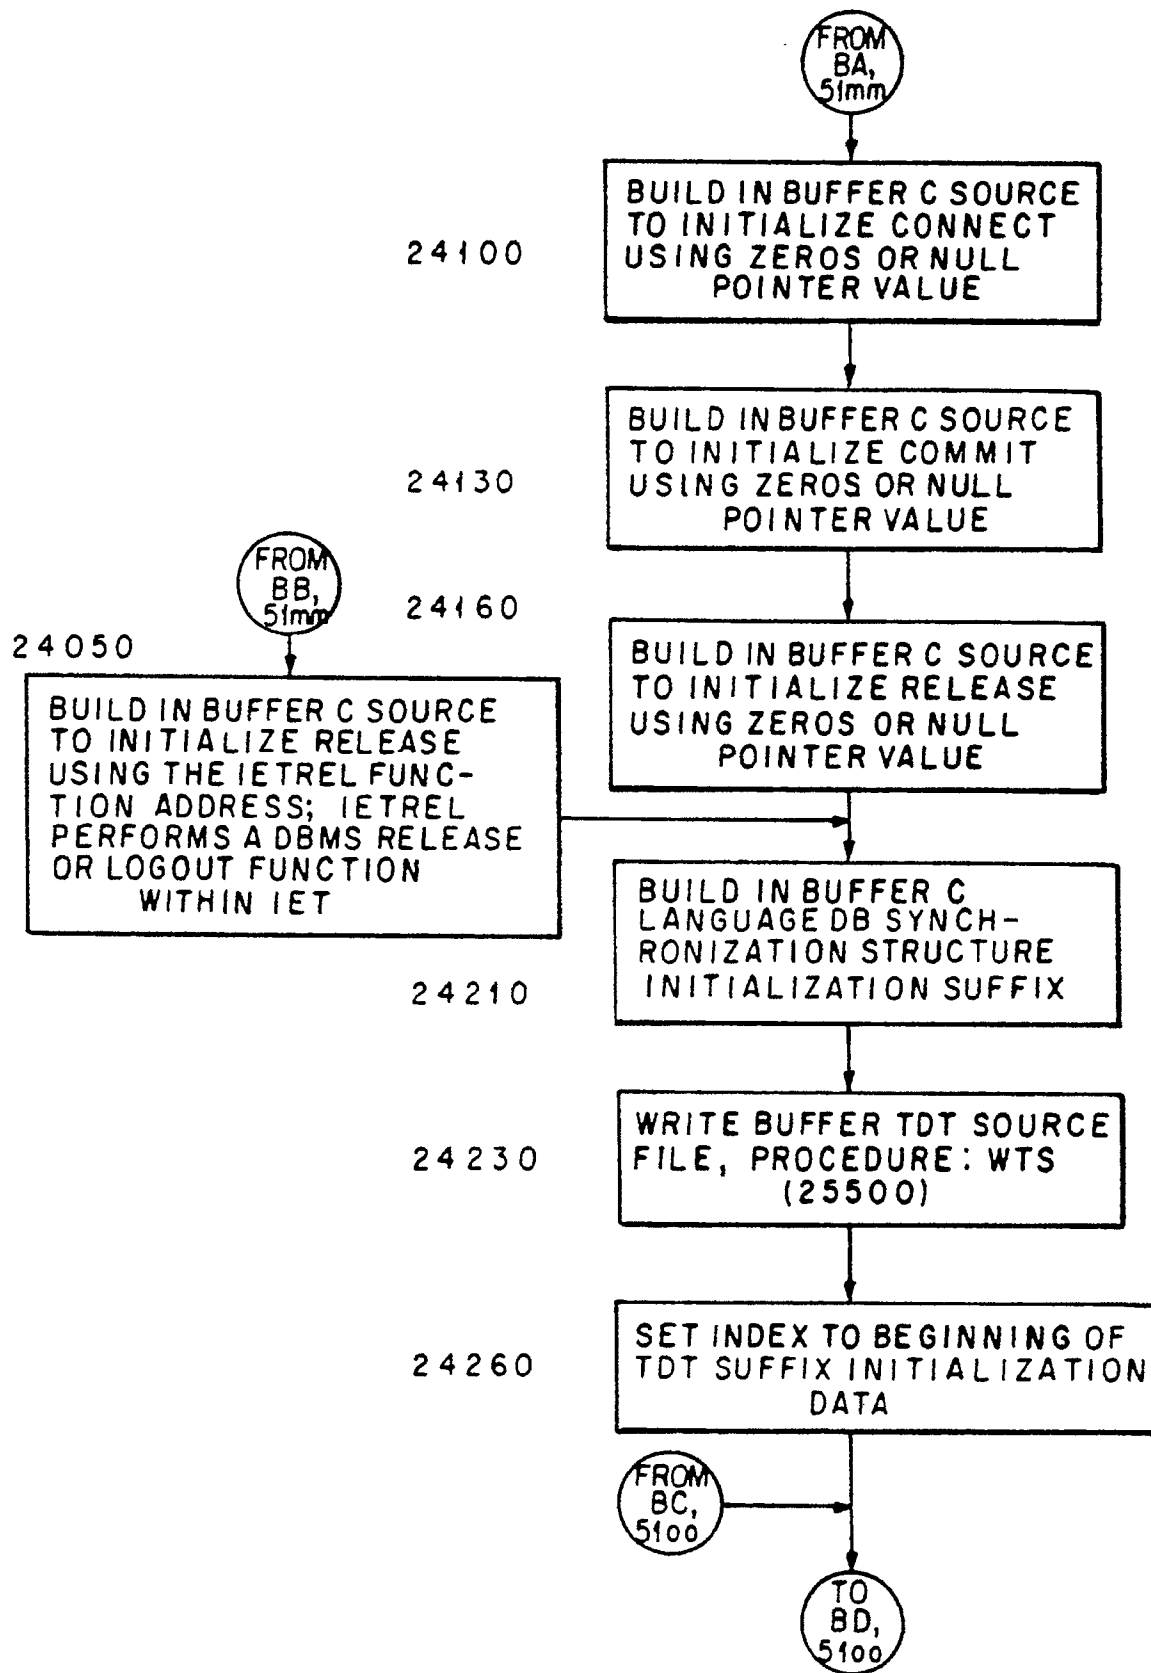 FROM
BA,
51mm
BUILD IN BUFFER C SOURCE
TO INITIALIZE CONNECT
USING ZEROS OR NULL
POINTER VALUE
24100
BUILD IN BUFFER C SOURCE
TO INITIALIZE COMMIT
USING ZEROS OR NULL
POINTER VALUE
24130
FROM
BB,
51mm
24160
24050
BUILD IN BUFFER C SOURCE
TO INITIALIZE RELEASE
USING ZEROS OR NULL
POINTER VALUE
BUILD IN BUFFER C SOURCE
TO INITIALIZE RELEASE
USING THE IETREL FUNC-
TION ADDRESS; IETREL
PERFORMS A DBMS RELEASE
OR LOGOUT FUNCTION
WITHIN IET
BUILD IN BUFFER C
LANGUAGE DB SYNCH-
RONIZATION STRUCTURE
INITIALIZATION SUFFIX
24210
WRITE BUFFER TDT SOURCE
FILE, PROCEDURE: WTS
(25500)
24230
SET INDEX TO BEGINNING OF
TDT SUFFIX INITIALIZATION
DATA
24260
FROM
BC,
51oo
TO
BD,
51oo